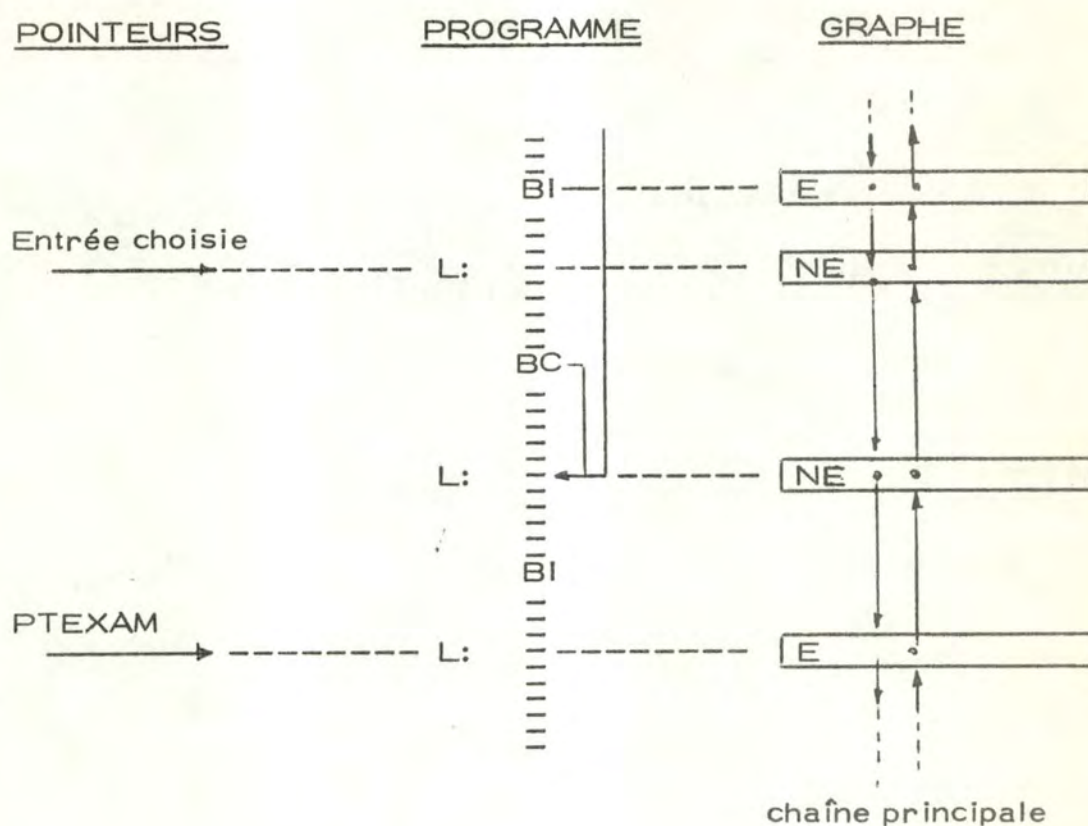 POINTEURS PROGRAMME GRAPHE
BI E
Entrée choisie
L: NE
BC
L: NE
BI
PTEXAM
L: E
chaîne principale